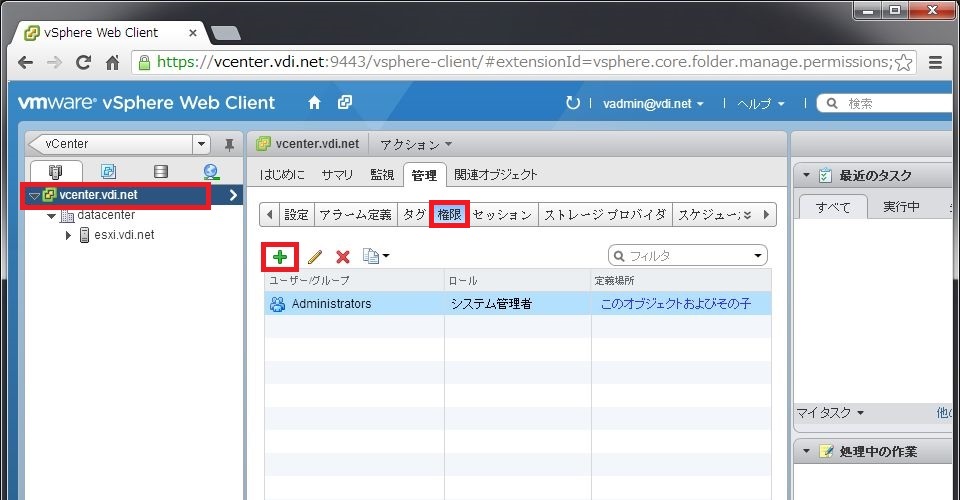 vSphere Web Client
https://vcenter.vdi.net:9443/vsphere-client/#extensionId=vsphere.core.folder.manage.permissions;
vmware® vSphere Web Client
vadmin@vdi.net
ヘルプ
検索
vCenter
vcenter.vdi.net
datacenter
esxi.vdi.net
vcenter.vdi.net
アクション
はじめに サマリ 監視 管理 関連オブジェクト
設定 アラーム定義 タグ 権限 セッション ストレージ プロバイダ スケジュー
フィルタ
ユーザー/グループ ロール 定義場所
Administrators システム管理者 このオブジェクトおよびその子
最近のタスク
すべて 実行中
マイ タスク 他の
処理中の作業